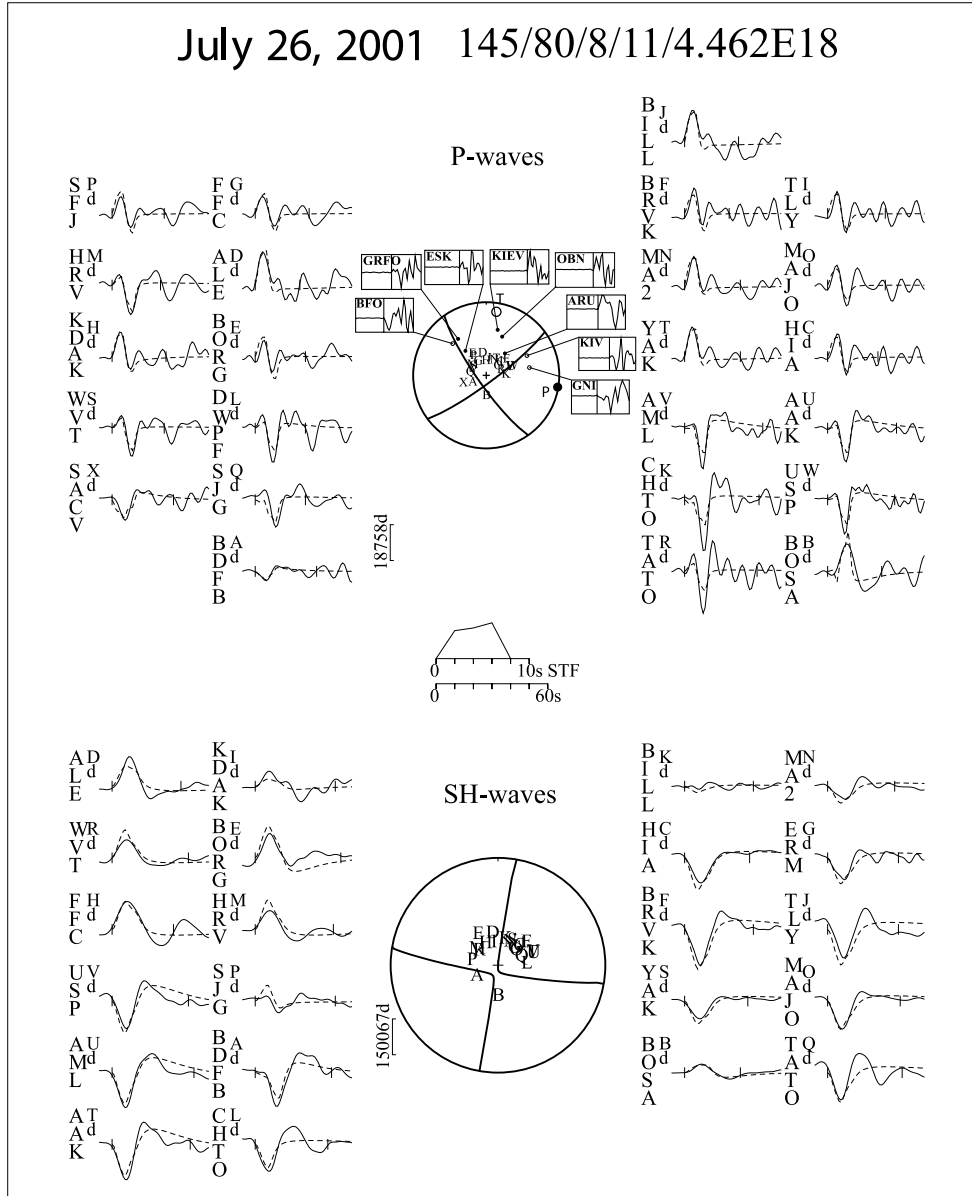 July 26, 2001 145/80/8/11/4.462E18
P-waves
BILL J d
SFJ P d
FFC G d
BRVK F d
TLY I d
HRV M d
ALE D d
GRFO
ESK
KIEV
OBN
MA2 N d
MAJO O d
BFO
T
ARU
KDAK H d
BORG E d
KIV
YAK T d
HIA C d
P
GNI
WVT S d
DWPF L d
AML V d
AAK U d
SACV X d
SJG Q d
CHTO K d
USP W d
18758d
BDFB A d
TATO R d
BOSA B d
0 10s STF
0 60s
SH-waves
ALE D d
KDAK I d
BILL K d
MA2 N d
WVT R d
BORG E d
HIA C d
ERM G d
FFC H d
HRV M d
BRVK F d
TLY J d
USP V d
SJG P d
YAK S d
MAJO O d
150067d
AML U d
BDFB A d
BOSA B d
TATO Q d
AAK T d
CHTO L d